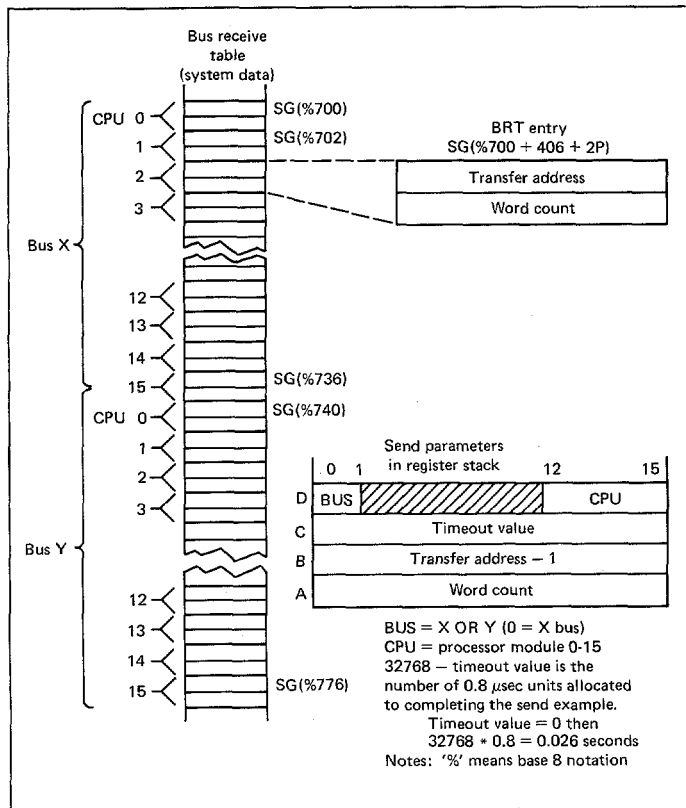 Bus receive
table
(system data)
CPU 0
SG(%700)
1
SG(%702)
2
3
BRT entry
SG(%700 + 406 + 2P)
Transfer address
Word count
Bus X
12
13
14
15
SG(%736)
CPU 0
SG(%740)
1
2
3
Bus Y
12
13
14
15
SG(%776)
Send parameters
in register stack
0 1 12 15
D BUS CPU
C Timeout value
B Transfer address – 1
A Word count
BUS = X OR Y (0 = X bus)
CPU = processor module 0-15
32768 – timeout value is the
number of 0.8 μsec units allocated
to completing the send example.
Timeout value = 0 then
32768 * 0.8 = 0.026 seconds
Notes: '%' means base 8 notation